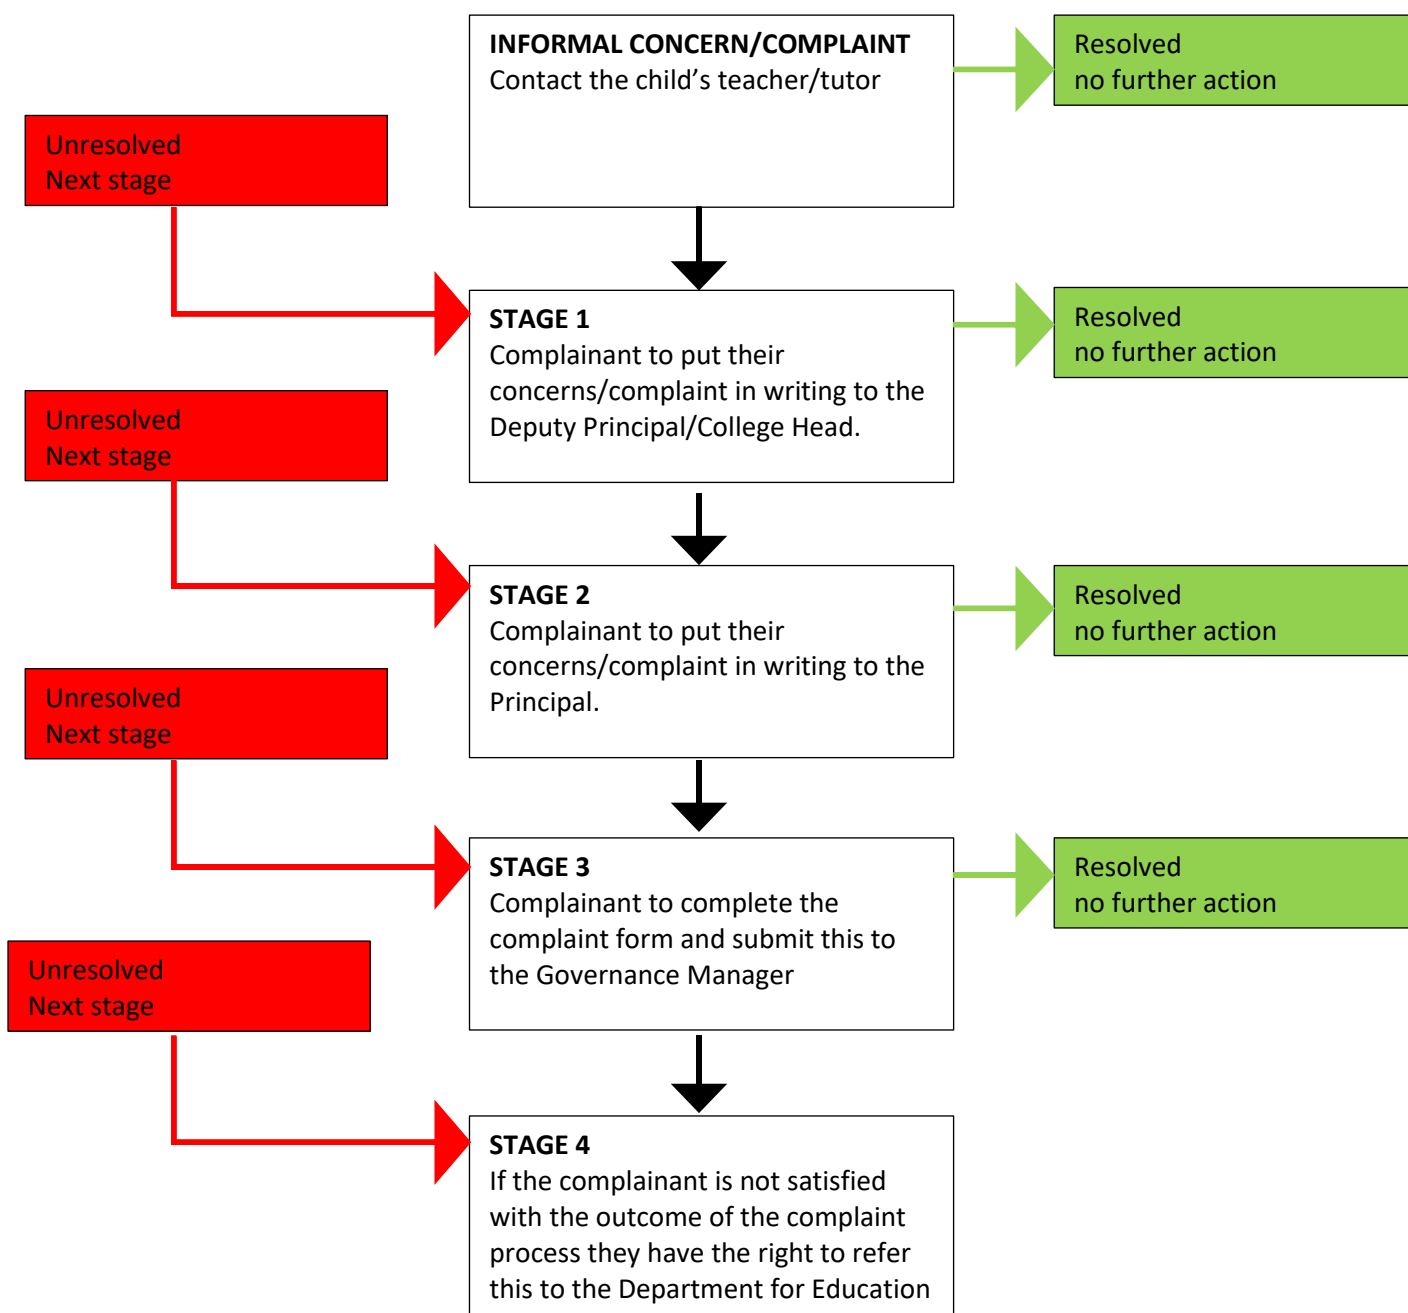 INFORMAL CONCERN/COMPLAINT
Contact the child’s teacher/tutor
Resolved
no further action
Unresolved
Next stage
STAGE 1
Complainant to put their
concerns/complaint in writing to the
Deputy Principal/College Head.
Resolved
no further action
Unresolved
Next stage
STAGE 2
Complainant to put their
concerns/complaint in writing to the
Principal.
Resolved
no further action
Unresolved
Next stage
STAGE 3
Complainant to complete the
complaint form and submit this to
the Governance Manager
Resolved
no further action
Unresolved
Next stage
STAGE 4
If the complainant is not satisfied
with the outcome of the complaint
process they have the right to refer
this to the Department for Education